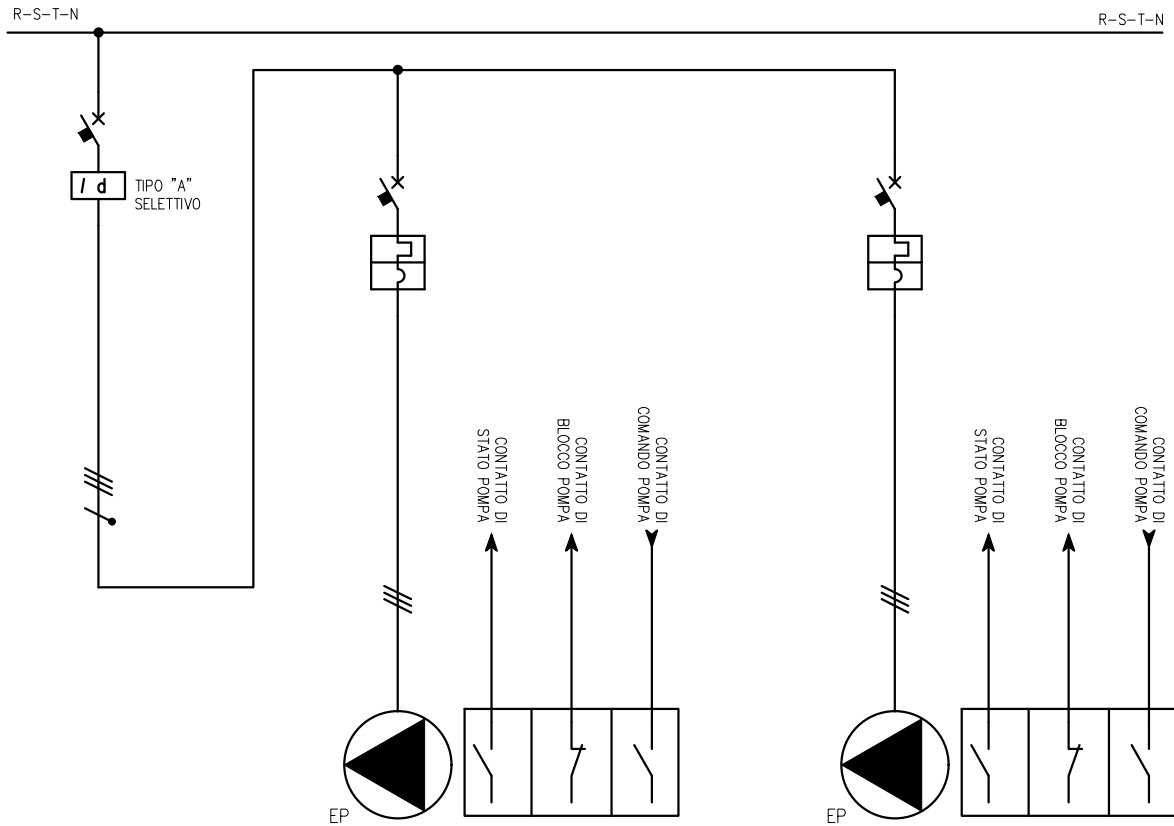 R-S-T-N
R-S-T-N
I d
TIPO "A"
SELETTIVO
CONTATTO DI
STATO POMPA
CONTATTO DI
BLOCCO POMPA
CONTATTO DI
COMANDO POMPA
CONTATTO DI
STATO POMPA
CONTATTO DI
BLOCCO POMPA
CONTATTO DI
COMANDO POMPA
EP
EP